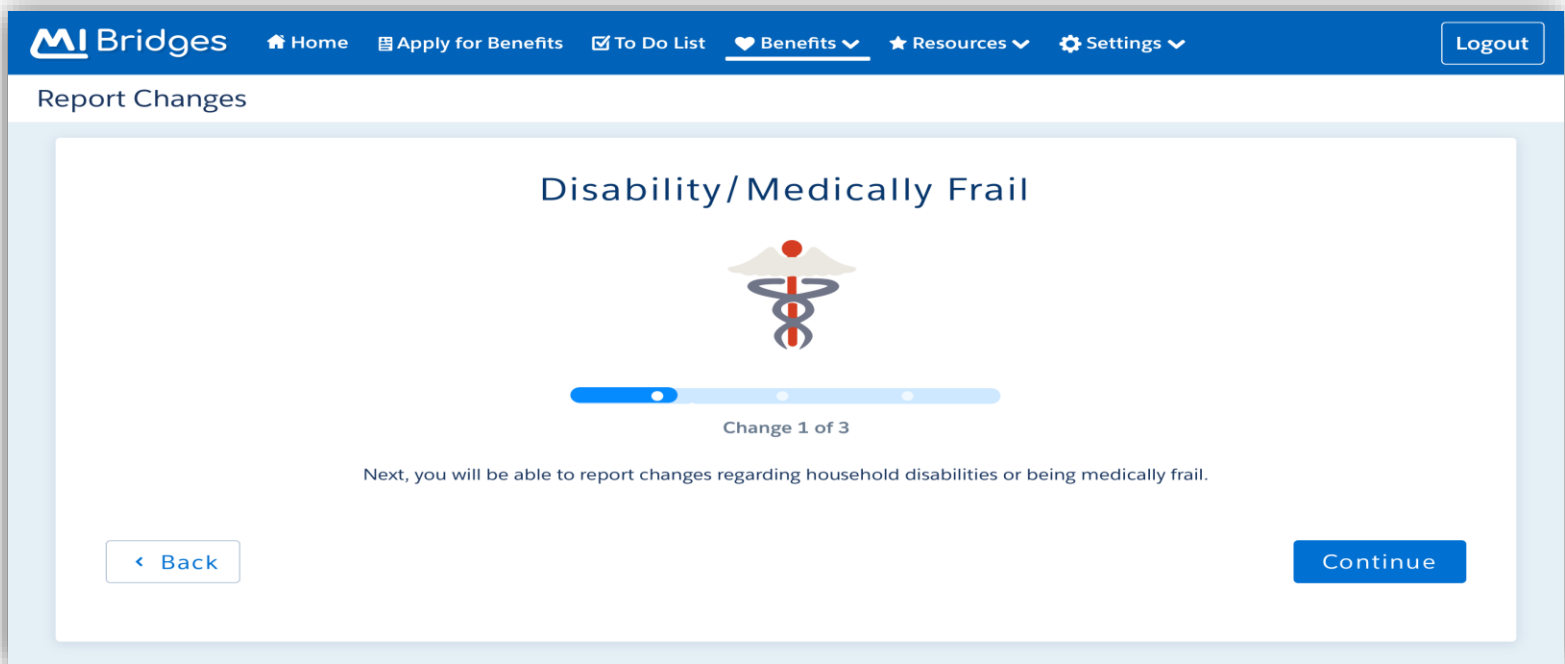 MI Bridges Home Apply for Benefits To Do List Benefits Resources Settings Logout
Report Changes
Disability/Medically Frail
Change 1 of 3
Next, you will be able to report changes regarding household disabilities or being medically frail.
Back Continue